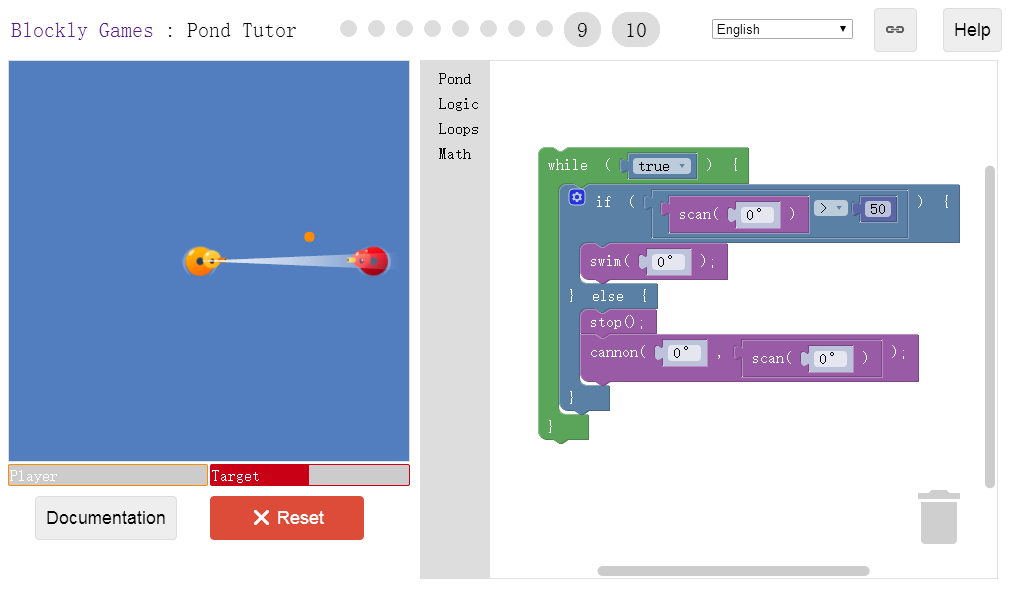 Blockly Games : Pond Tutor
9
10
English
Help
Pond
Logic
Loops
Math
while ( true ) {
if ( scan( 0° ) > 50 ) {
swim( 0° );
} else {
stop();
cannon( 0° , scan( 0° ) );
}
}
Player
Target
Documentation
Reset